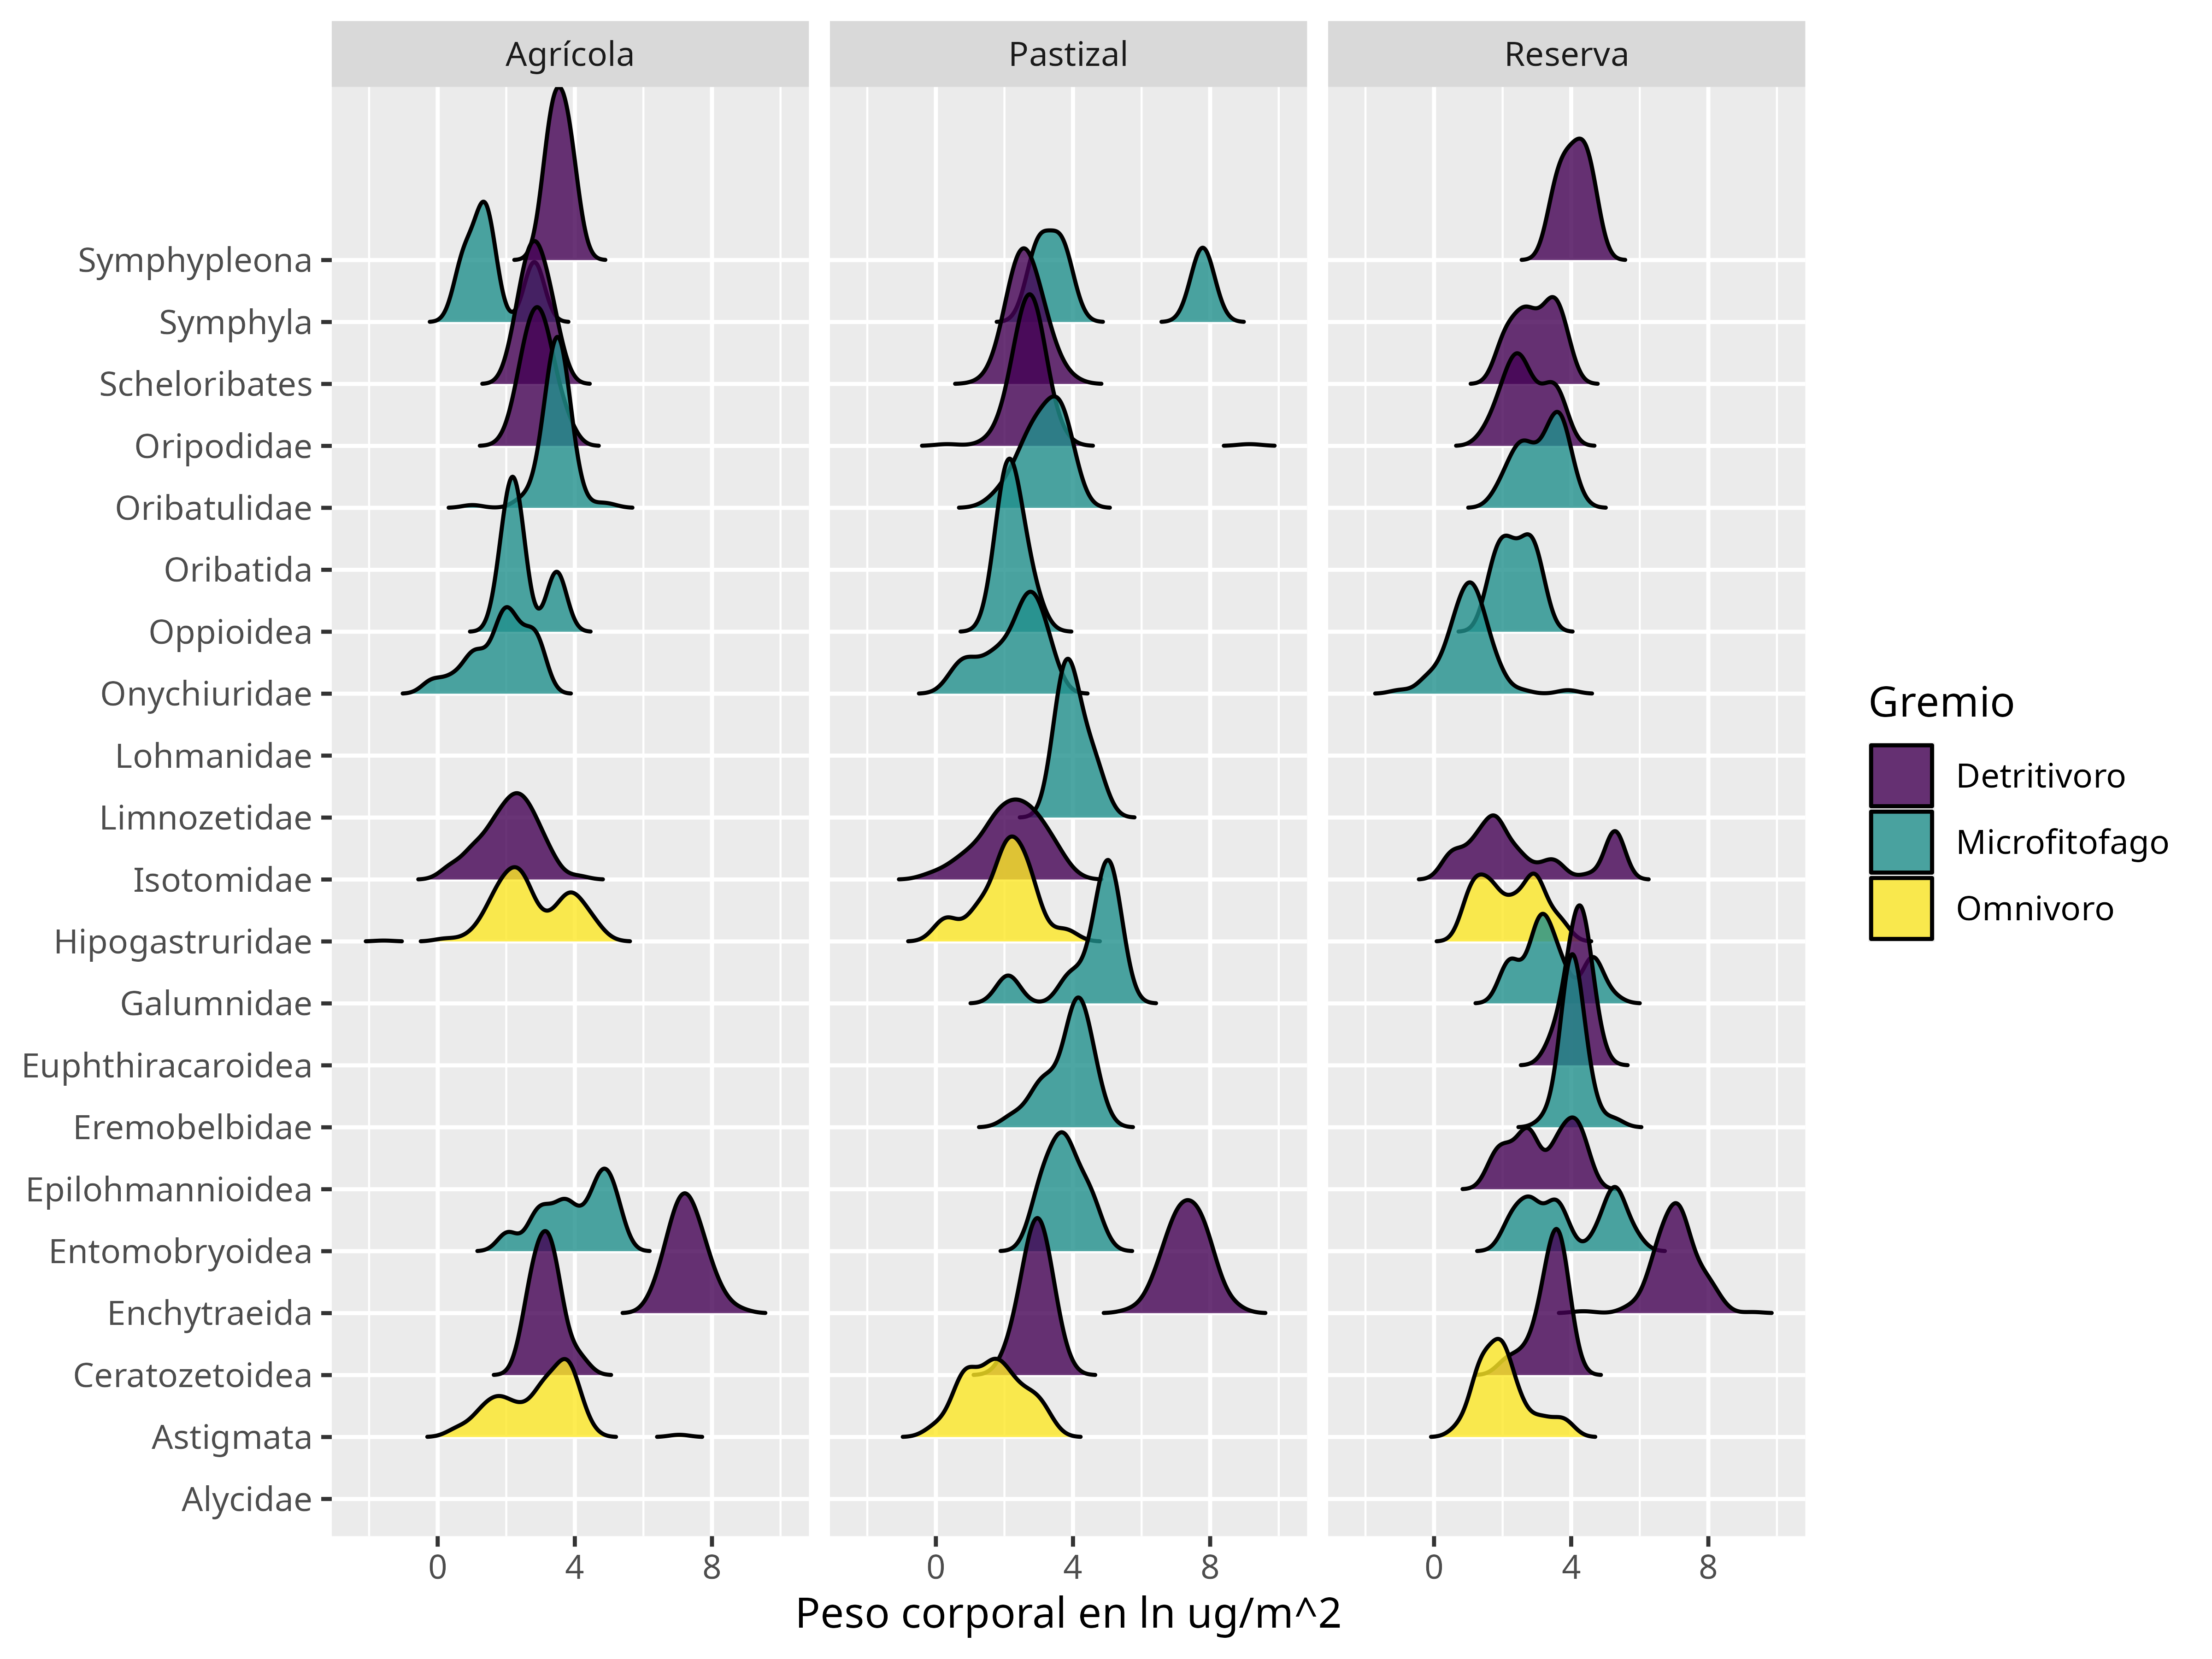 Agrícola Pastizal Reserva
Symphypleona
Symphyla
Scheloribates
Oripodidae
Oribatulidae
Oribatida
Oppioidea
Onychiuridae
Lohmanidae
Limnozetidae
Isotomidae
Hipogastruridae
Galumnidae
Euphthiracaroidea
Eremobelbidae
Epilohmannioidea
Entomobryoidea
Enchytraeida
Ceratozetoidea
Astigmata
Alycidae
0 4 8 0 4 8 0 4 8
Peso corporal en ln ug/m^2
Gremio
Detritivoro
Microfitofago
Omnivoro